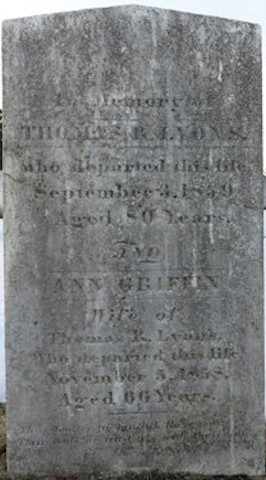 In Memory of
THOMAS R. LYONS.
who departed this life
September 3, 1859.
Aged 80 Years.
AND
ANN GRIFFIN
Wife of
Thomas R. Lyons,
who departed this life
November 5, 1858.
Aged 66 Years.